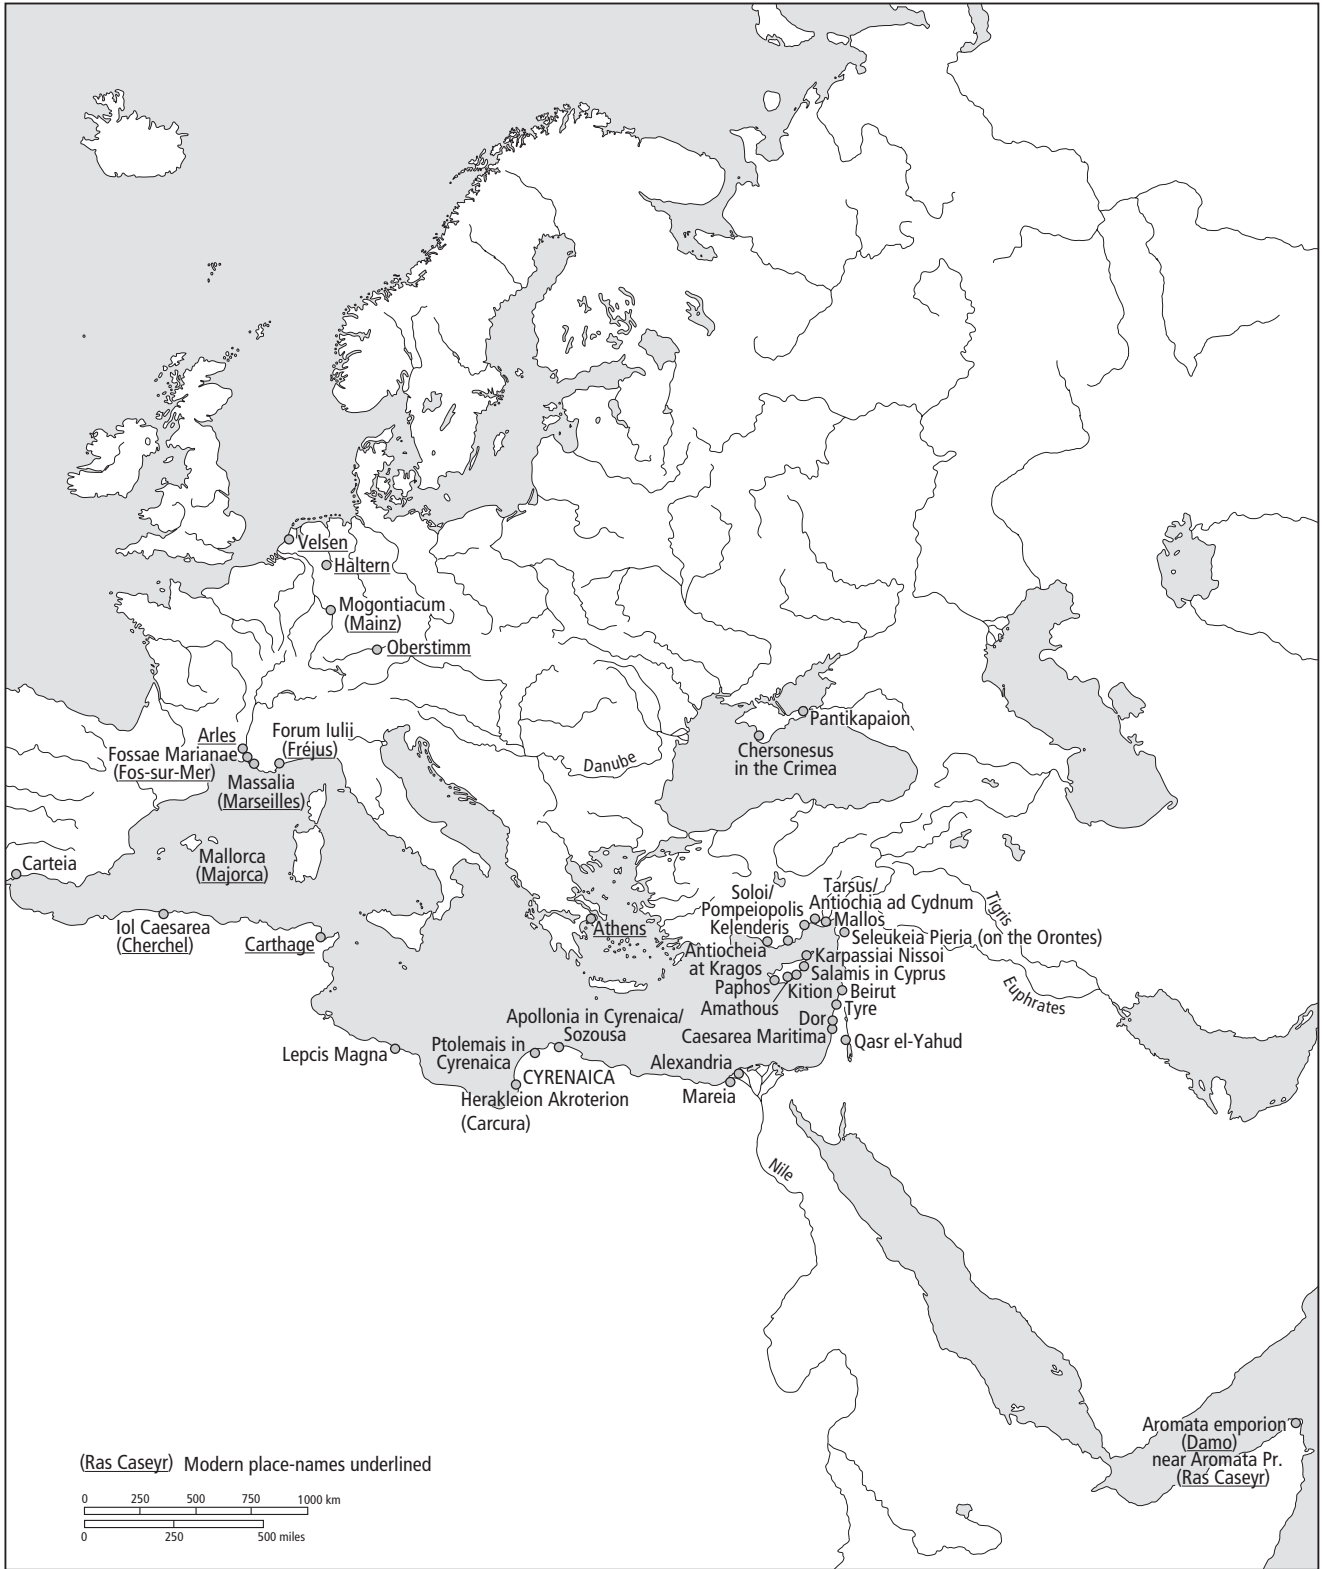 Velsen
Haltern
Mogontiacum
(Mainz)
Oberstimm
Arles
Fossae Marianae
(Fos-sur-Mer)
Forum Iulii
(Fréjus)
Massalia
(Marseilles)
Danube
Pantikapaion
Chersonesus
in the Crimea
Carteia
Mallorca
(Majorca)
Iol Caesarea
(Cherchel)
Carthage
Athens
Soloi/
Pompeiopolis
Kelenderis
Tarsus/
Antiochia ad Cydnum
Mallos
Tigris
Seleukeia Pieria (on the Orontes)
Antiocheia
at Kragos
Karpassiai Nissoi
Salamis in Cyprus
Paphos
Amathous
Kition
Beirut
Euphrates
Tyre
Dor
Caesarea Maritima
Qasr el-Yahud
Apollonia in Cyrenaica/
Sozousa
Ptolemais in
Cyrenaica
Lepcis Magna
CYRENAICA
Herakleion Akroterion
(Carcura)
Alexandria
Mareia
Nile
Aromata emporion
(Damo)
near Aromata Pr.
(Ras Caseyr)
(Ras Caseyr) Modern place-names underlined
0 250 500 750 1000 km
0 250 500 miles